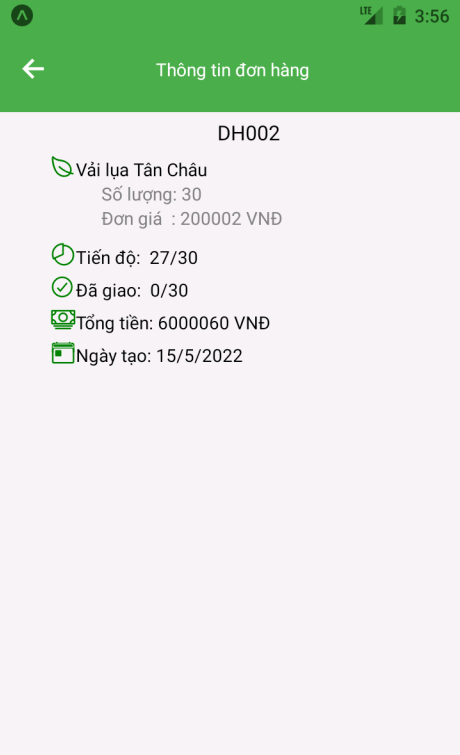 LTE 3:56
Thông tin đơn hàng
DH002
Vải lụa Tân Châu
Số lượng: 30
Đơn giá : 200002 VNĐ
Tiến độ: 27/30
Đã giao: 0/30
Tổng tiền: 6000060 VNĐ
Ngày tạo: 15/5/2022